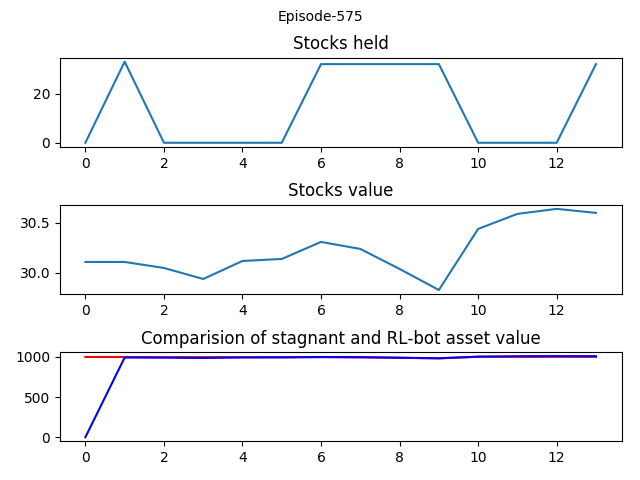 Episode-575
Stocks held
20
0
0 2 4 6 8 10 12
Stocks value
30.5
30.0
0 2 4 6 8 10 12
Comparision of stagnant and RL-bot asset value
1000
500
0
0 2 4 6 8 10 12